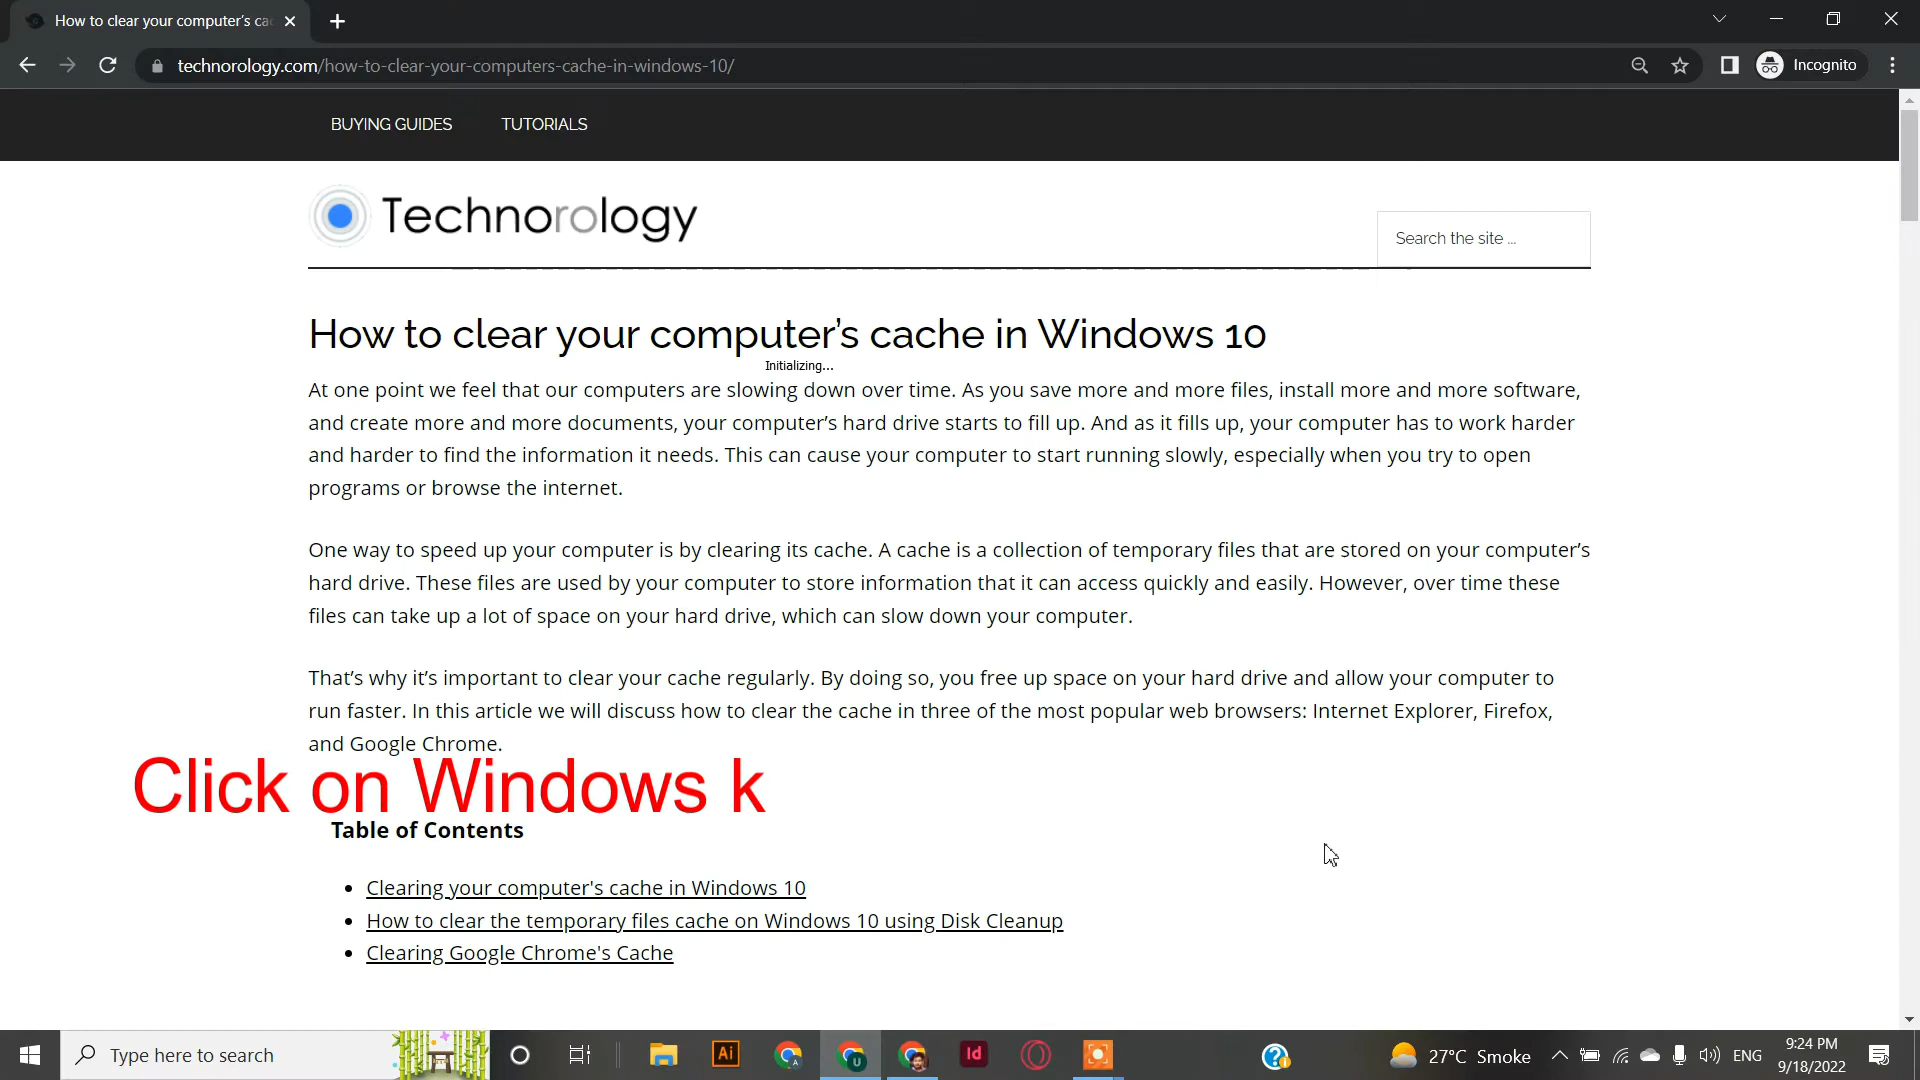 How to clear your computer's ca
technorology.com/how-to-clear-your-computers-cache-in-windows-10/
Incognito
BUYING GUIDES
TUTORIALS
Technorology
Search the site ...
How to clear your computer's cache in Windows 10
Initializing...
At one point we feel that our computers are slowing down over time. As you save more and more files, install more and more software,
and create more and more documents, your computer's hard drive starts to fill up. And as it fills up, your computer has to work harder
and harder to find the information it needs. This can cause your computer to start running slowly, especially when you try to open
programs or browse the internet.
One way to speed up your computer is by clearing its cache. A cache is a collection of temporary files that are stored on your computer's
hard drive. These files are used by your computer to store information that it can access quickly and easily. However, over time these
files can take up a lot of space on your hard drive, which can slow down your computer.
That's why it's important to clear your cache regularly. By doing so, you free up space on your hard drive and allow your computer to
run faster. In this article we will discuss how to clear the cache in three of the most popular web browsers: Internet Explorer, Firefox,
and Google Chrome.
Click on Windows k
Table of Contents
Clearing your computer's cache in Windows 10
How to clear the temporary files cache on Windows 10 using Disk Cleanup
Clearing Google Chrome's Cache
Type here to search
Ai
A
U
Id
27°C Smoke
ENG
9:24 PM
9/18/2022